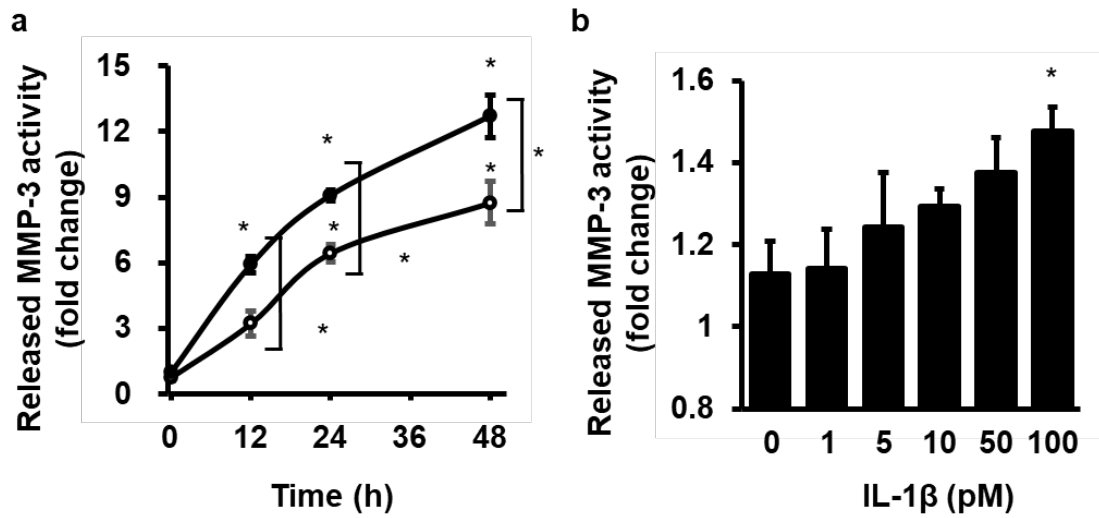 a
Released MMP-3 activity
(fold change)
15
12
9
6
3
0
*
*
*
*
*
*
*
*
0 12 24 36 48
Time (h)
b
Released MMP-3 activity
(fold change)
1.6
1.4
1.2
1
0.8
*
0 1 5 10 50 100
IL-1β (pM)